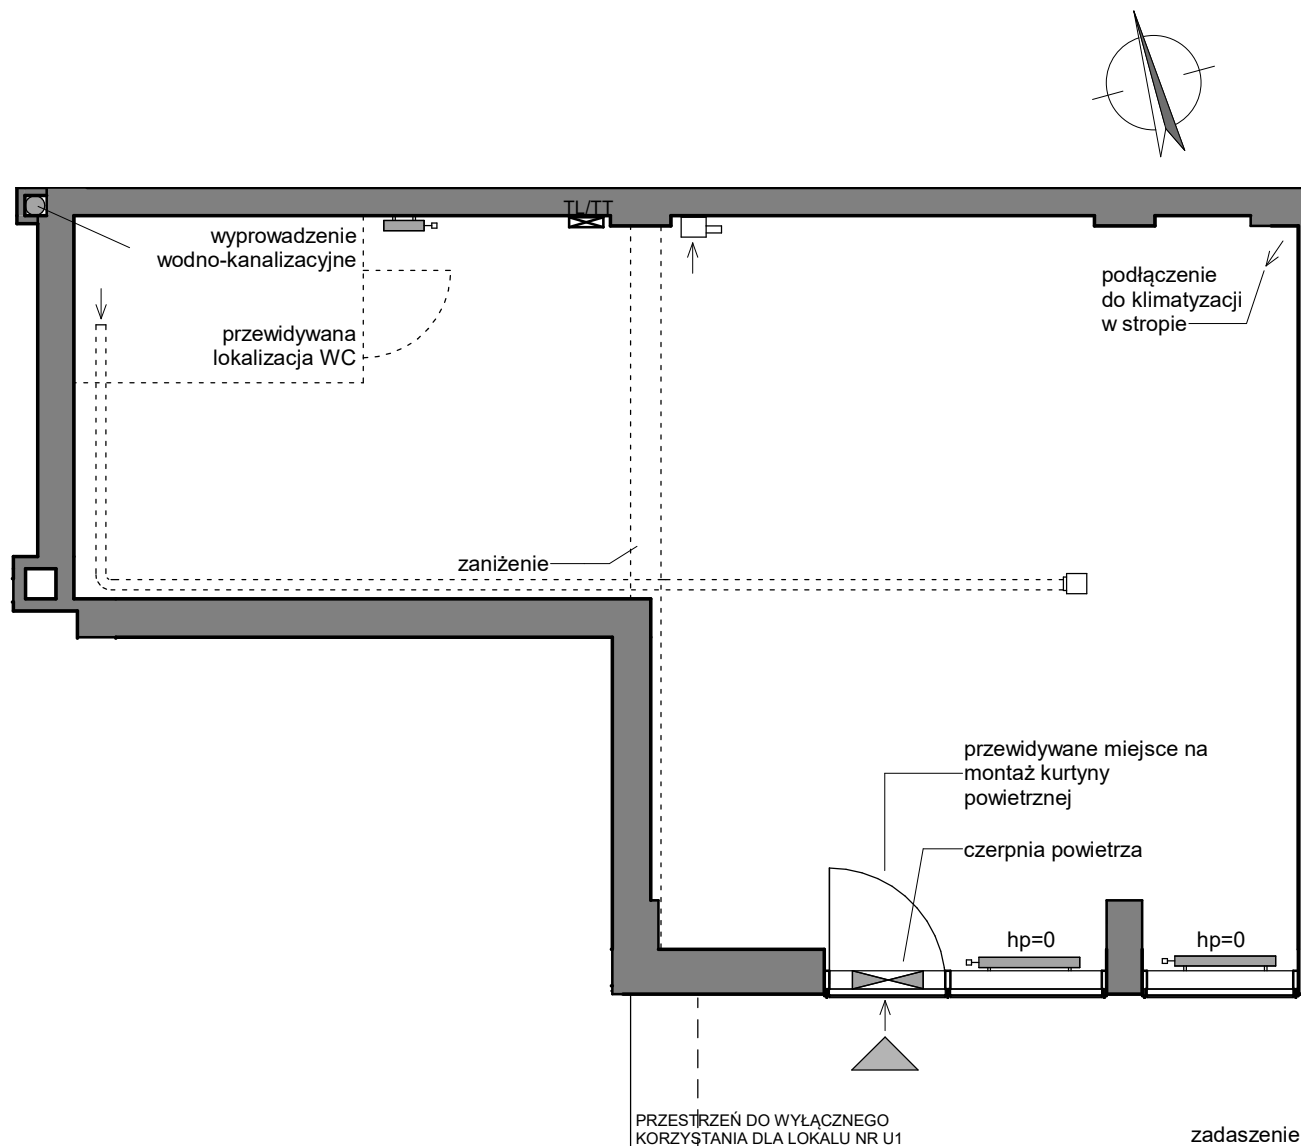 TL/TT
wyprowadzenie
wodno-kanalizacyjne
podłączenie
do klimatyzacji
w stropie
przewidywana
lokalizacja WC
zaniżenie
przewidywane miejsce na
montaż kurtyny
powietrznej
czerpnia powietrza
hp=0
hp=0
PRZESTRZEŃ DO WYŁĄCZNEGO
KORZYSTANIA DLA LOKALU NR U1
zadaszenie